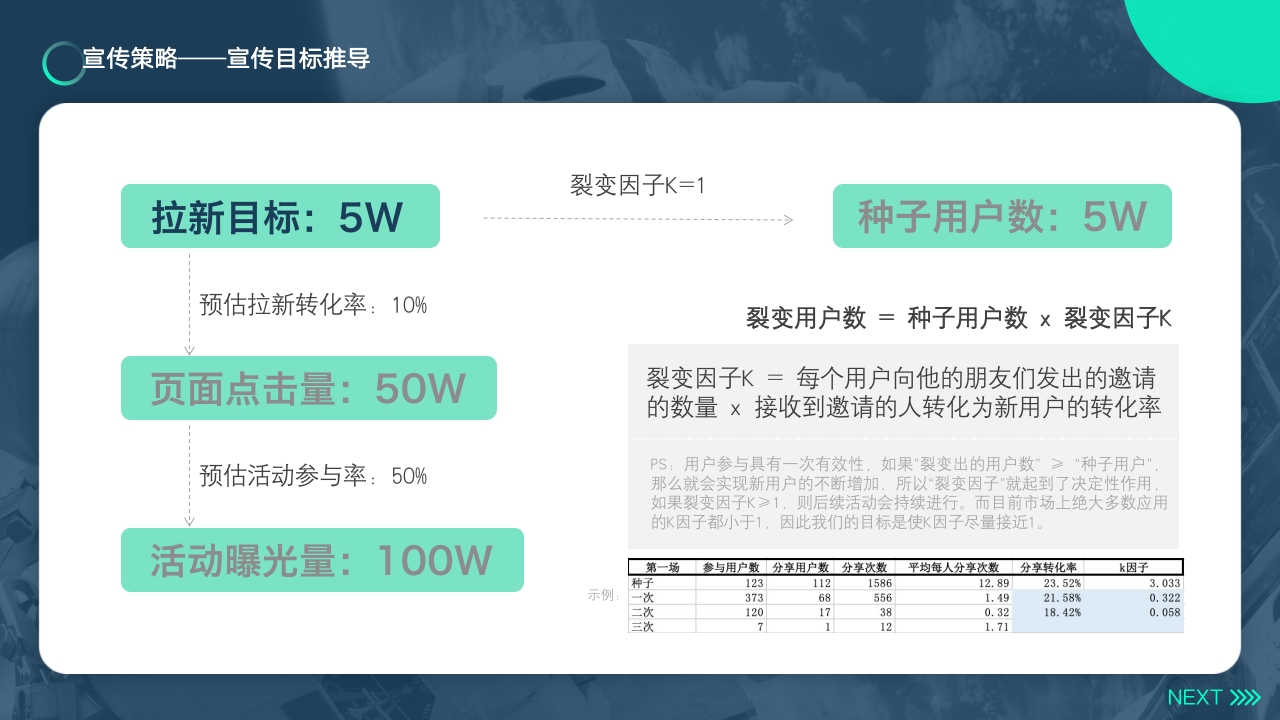 宣传策略——宣传目标推导
拉新目标：5W
裂变因子K=1
种子用户数：5W
预估拉新转化率：10%
页面点击量：50W
预估活动参与率：50%
活动曝光量：100W
裂变用户数 = 种子用户数 x 裂变因子K
裂变因子K = 每个用户向他的朋友们发出的邀请
的数量 x 接收到邀请的人转化为新用户的转化率
PS：用户参与具有一次有效性，如果"裂变出的用户数" ≥ "种子用户"，
那么就会实现新用户的不断增加，所以"裂变因子"就起到了决定性作用，
如果裂变因子K≥1，则后续活动会持续进行。而目前市场上绝大多数应用
的K因子都小于1，因此我们的目标是使K因子尽量接近1。
示例：
第一场 参与用户数 分享用户数 分享次数 平均每人分享次数 分享转化率 k因子
种子 123 112 1586 12.89 23.52% 3.033
一次 373 68 556 1.49 21.58% 0.322
二次 120 17 38 0.32 18.42% 0.058
三次 7 1 12 1.71
NEXT